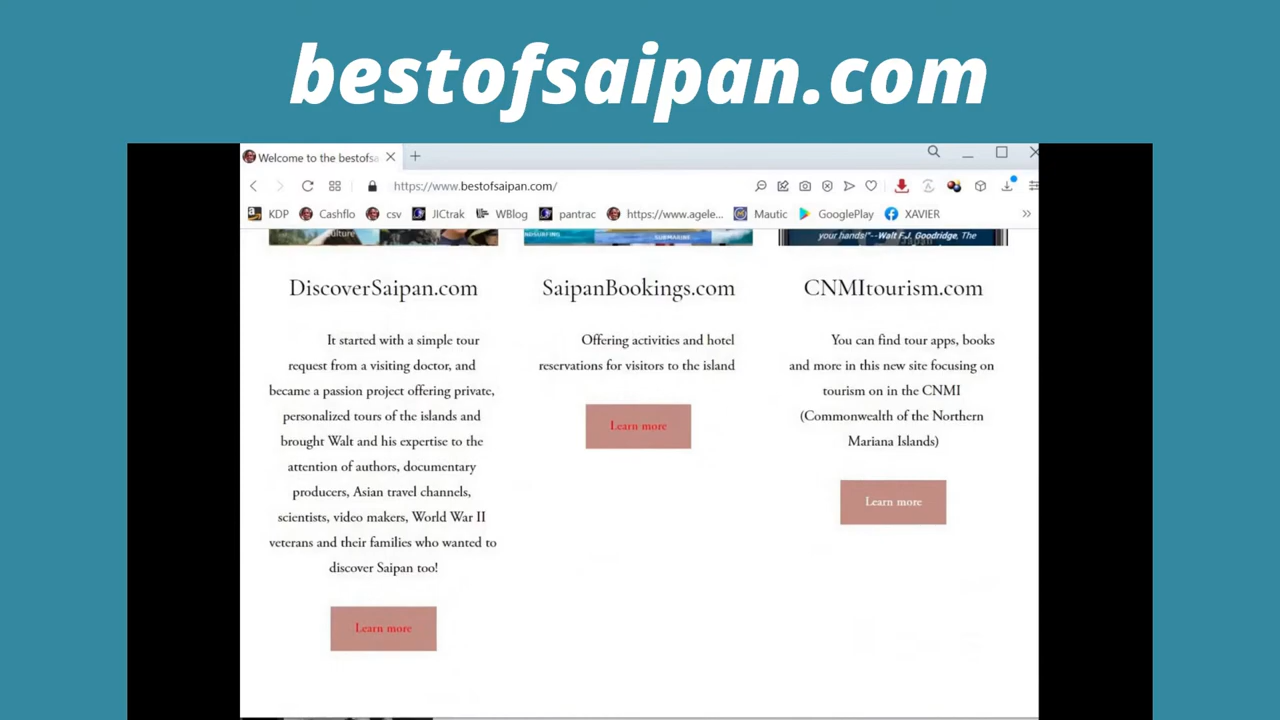 bestofsaipan.com
Welcome to the bestofsa
https://www.bestofsaipan.com/
KDP Cashflo csv JICtrak WBlog pantrac https://www.agele... Mautic GooglePlay XAVIER
Culture
NDSURFING SUBMARINE
your hands!"--Walt F.J. Goodridge, The
DiscoverSaipan.com
It started with a simple tour
request from a visiting doctor, and
became a passion project offering private,
personalized tours of the islands and
brought Walt and his expertise to the
attention of authors, documentary
producers, Asian travel channels,
scientists, video makers, World War II
veterans and their families who wanted to
discover Saipan too!
Learn more
SaipanBookings.com
Offering activities and hotel
reservations for visitors to the island
Learn more
CNMItourism.com
You can find tour apps, books
and more in this new site focusing on
tourism on in the CNMI
(Commonwealth of the Northern
Mariana Islands)
Learn more